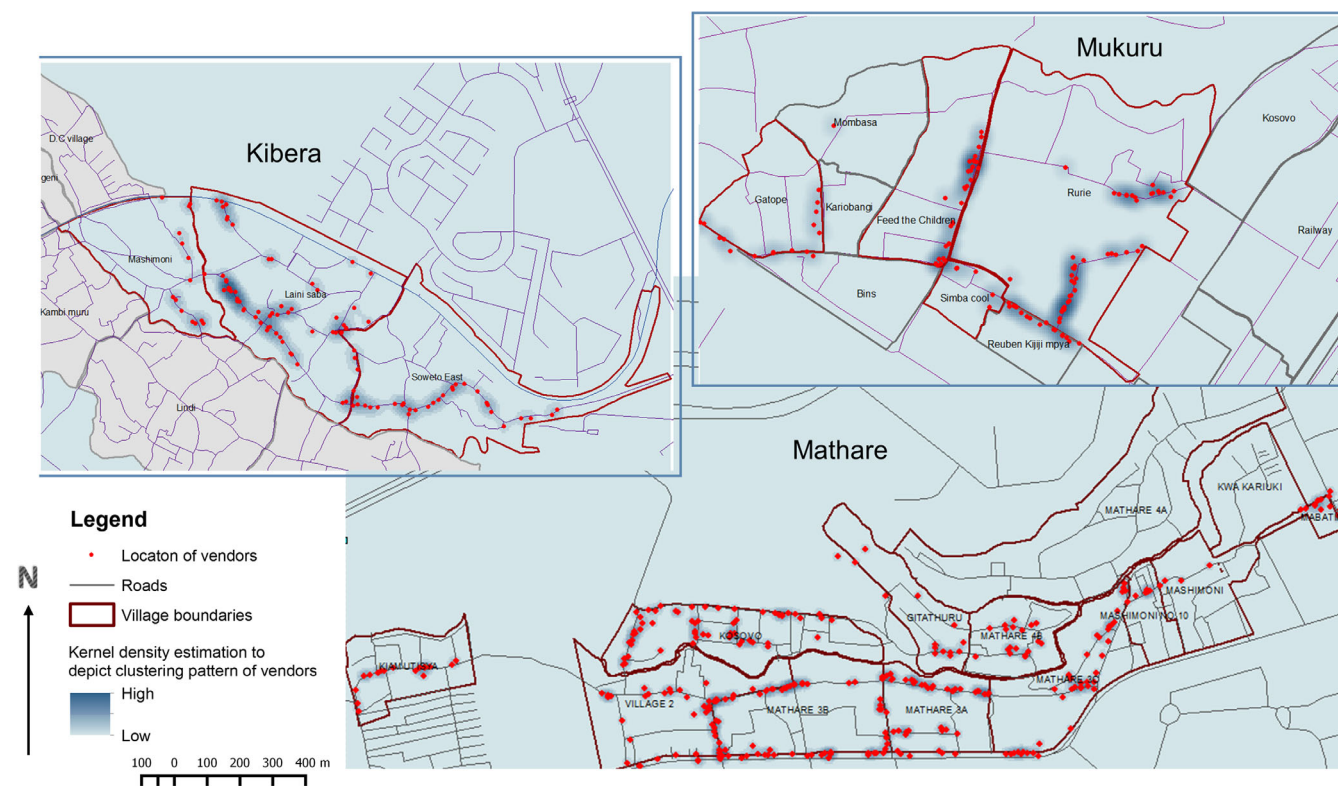 Kibera
D.C village
geni
Mashimoni
Laini saba
Kambi muru
Soweto East
Lindi
Mukuru
Mombasa
Kosovo
Gatope
Kariobangi
Rurie
Feed the Children
Railway
Bins
Simba cool
Reuben Kijiji mpya
Mathare
KWA KARIUKI
MATHARE 4A
MABATI
MASHIMONI
GITATHURU
MASHIMONI NO 10
MATHARE 4B
KOSOVO
KIAMUTISYA
VILLAGE 2
MATHARE 3B
MATHARE 3A
Legend
Locaton of vendors
Roads
Village boundaries
Kernel density estimation to
depict clustering pattern of vendors
High
Low
N
100 0 100 200 300 400 m